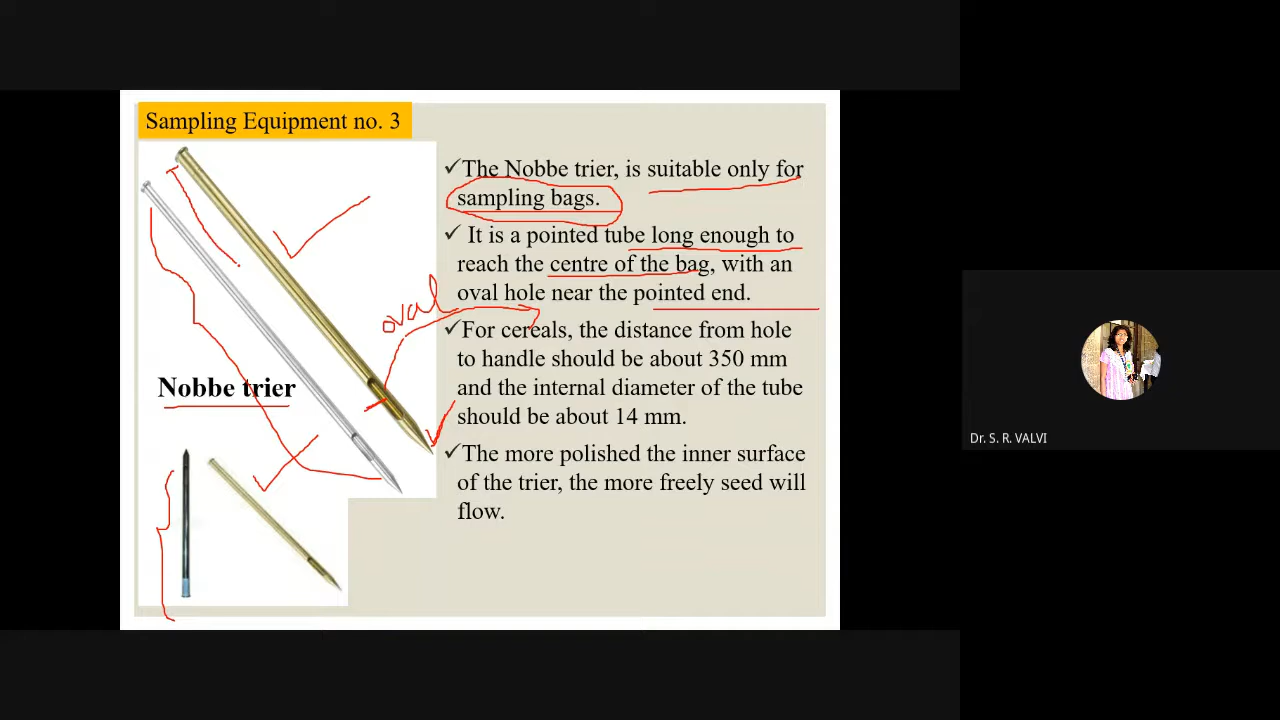 Sampling Equipment no. 3
✓The Nobbe trier, is suitable only for
sampling bags.
✓ It is a pointed tube long enough to
reach the centre of the bag, with an
oval hole near the pointed end.
oval
✓For cereals, the distance from hole
to handle should be about 350 mm
and the internal diameter of the tube
should be about 14 mm.
✓The more polished the inner surface
of the trier, the more freely seed will
flow.
Nobbe trier
Dr. S. R. VALVI